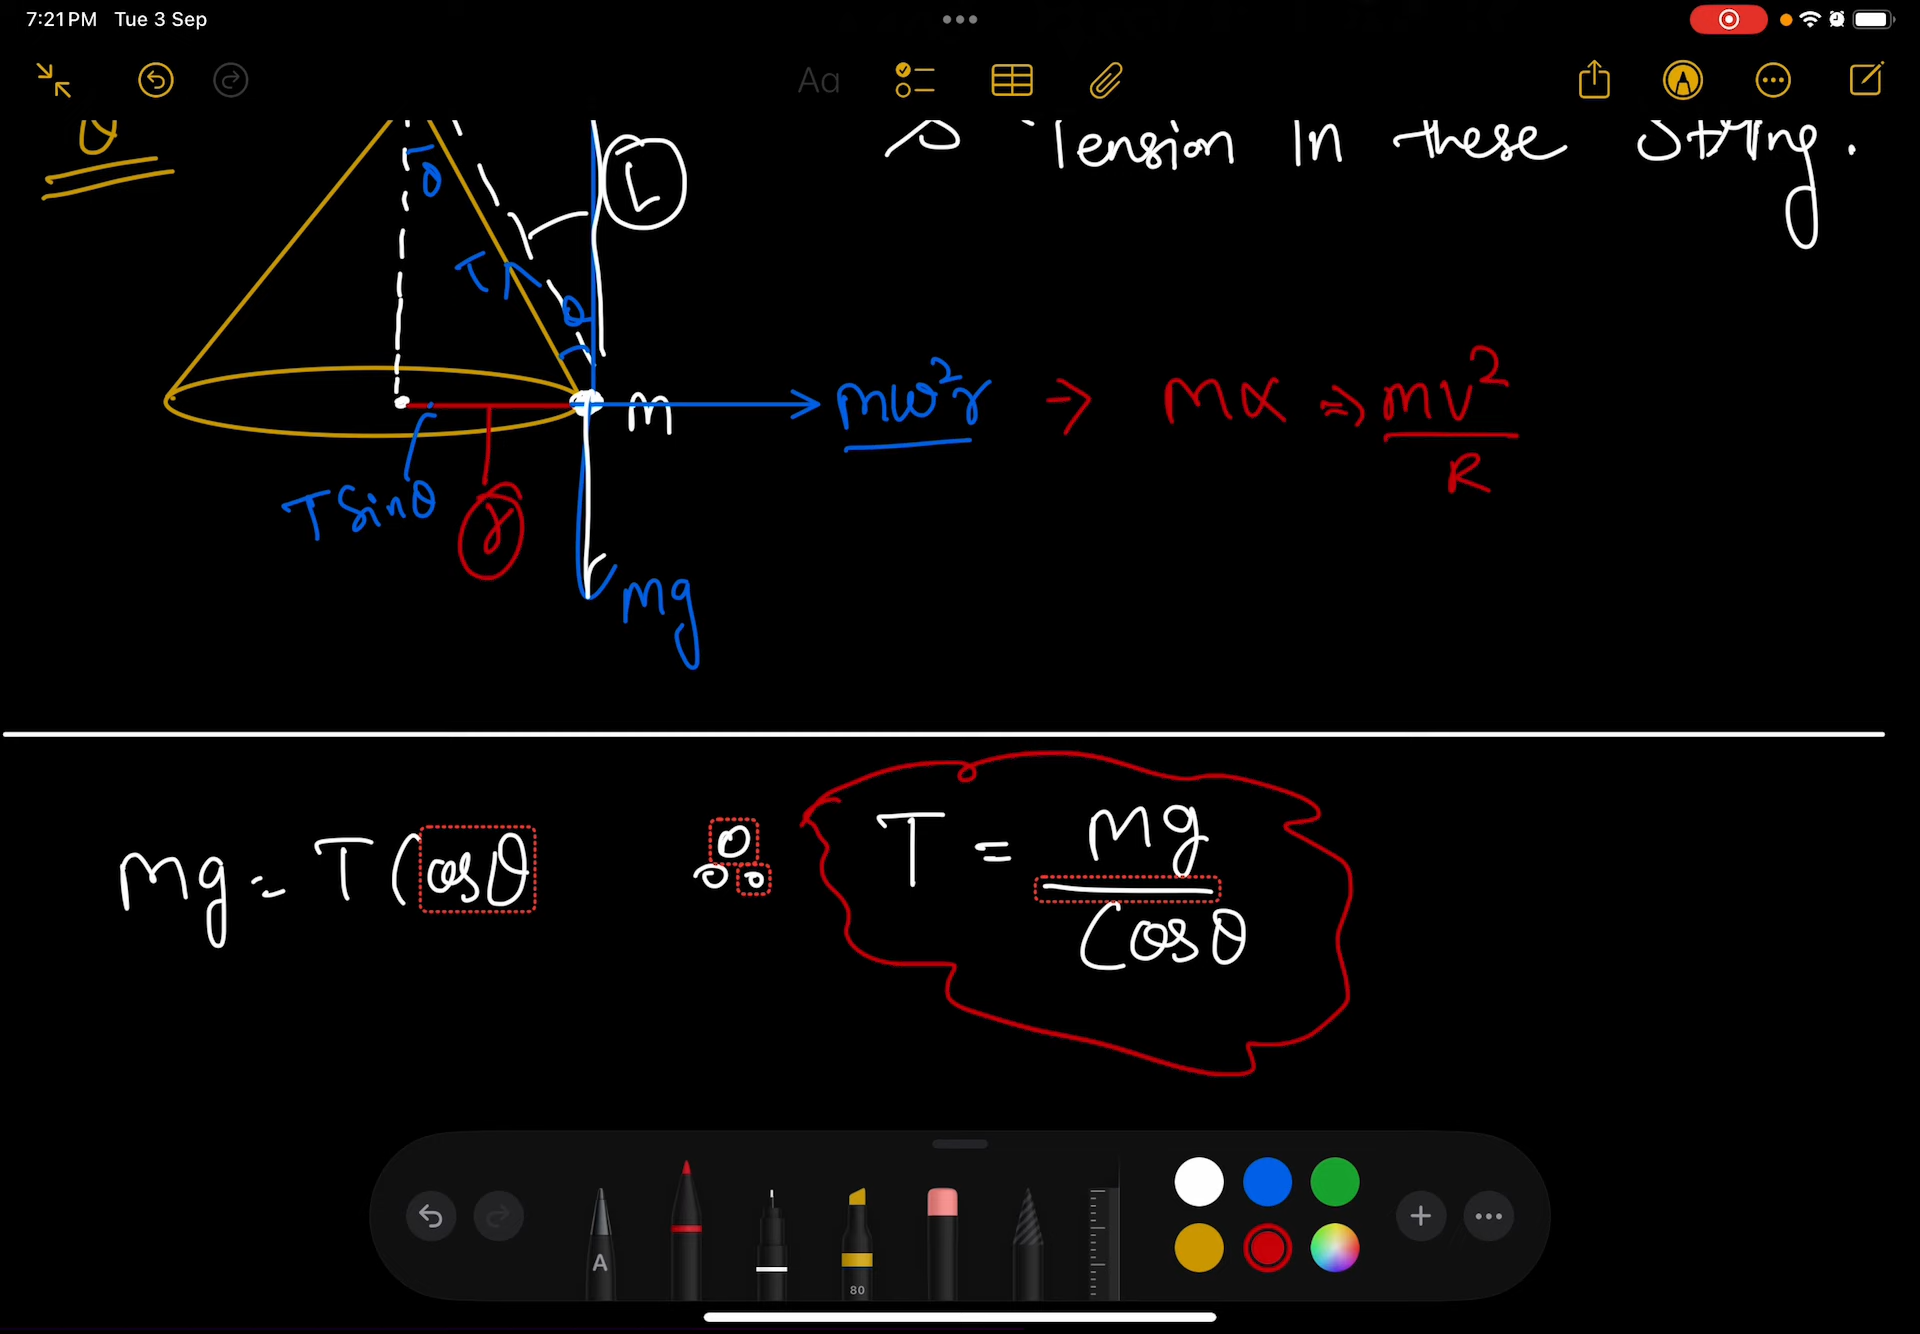 7:21 PM Tue 3 Sep
Aa
θ
Tension In these String.
θ
L
T
θ
m
mω²r → mα ⇒ mv²/R
T Sinθ
r
mg
mg = T Cosθ
T = mg/Cosθ
A
80